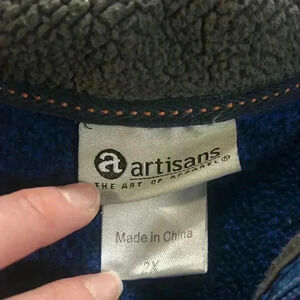 a artisans
THE ART OF APPAREL®
Made in China
2X